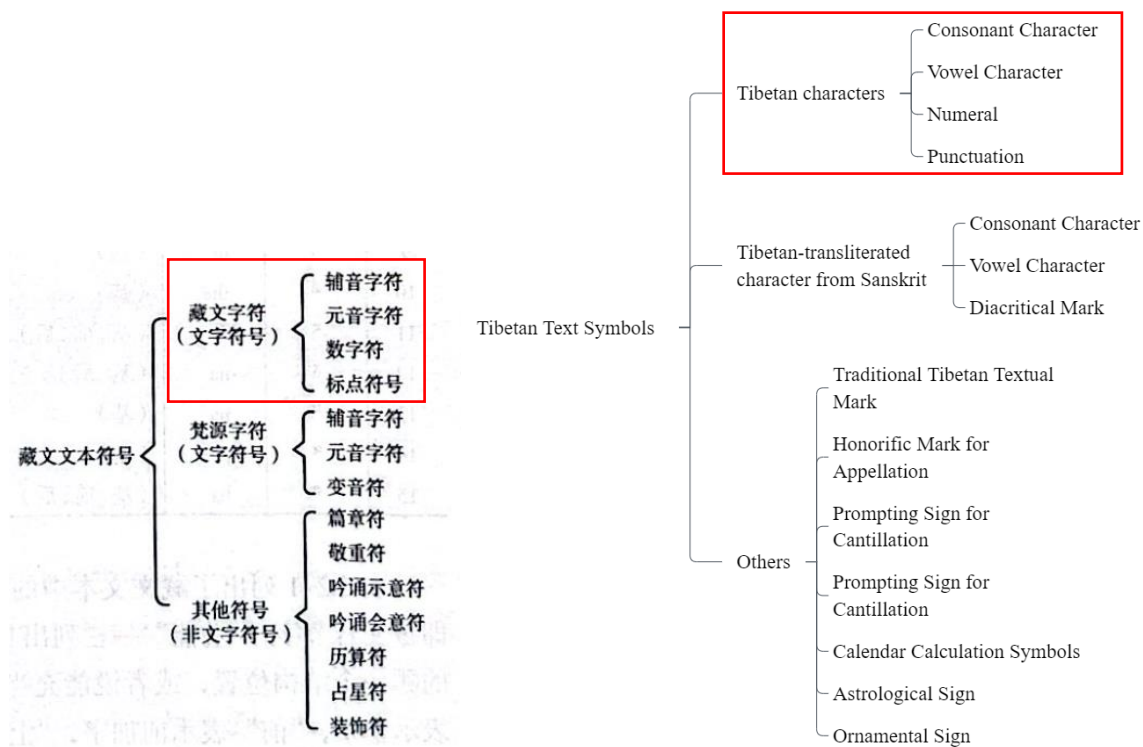 藏文文本符号
藏文字符
（文字符号）
辅音字符
元音字符
数字符
标点符号
梵源字符
（文字符号）
辅音字符
元音字符
变音符
其他符号
（非文字符号）
篇章符
敬重符
吟诵示意符
吟诵会意符
历算符
占星符
装饰符
Tibetan Text Symbols
Tibetan characters
Consonant Character
Vowel Character
Numeral
Punctuation
Tibetan-transliterated
character from Sanskrit
Consonant Character
Vowel Character
Diacritical Mark
Others
Traditional Tibetan Textual
Mark
Honorific Mark for
Appellation
Prompting Sign for
Cantillation
Prompting Sign for
Cantillation
Calendar Calculation Symbols
Astrological Sign
Ornamental Sign